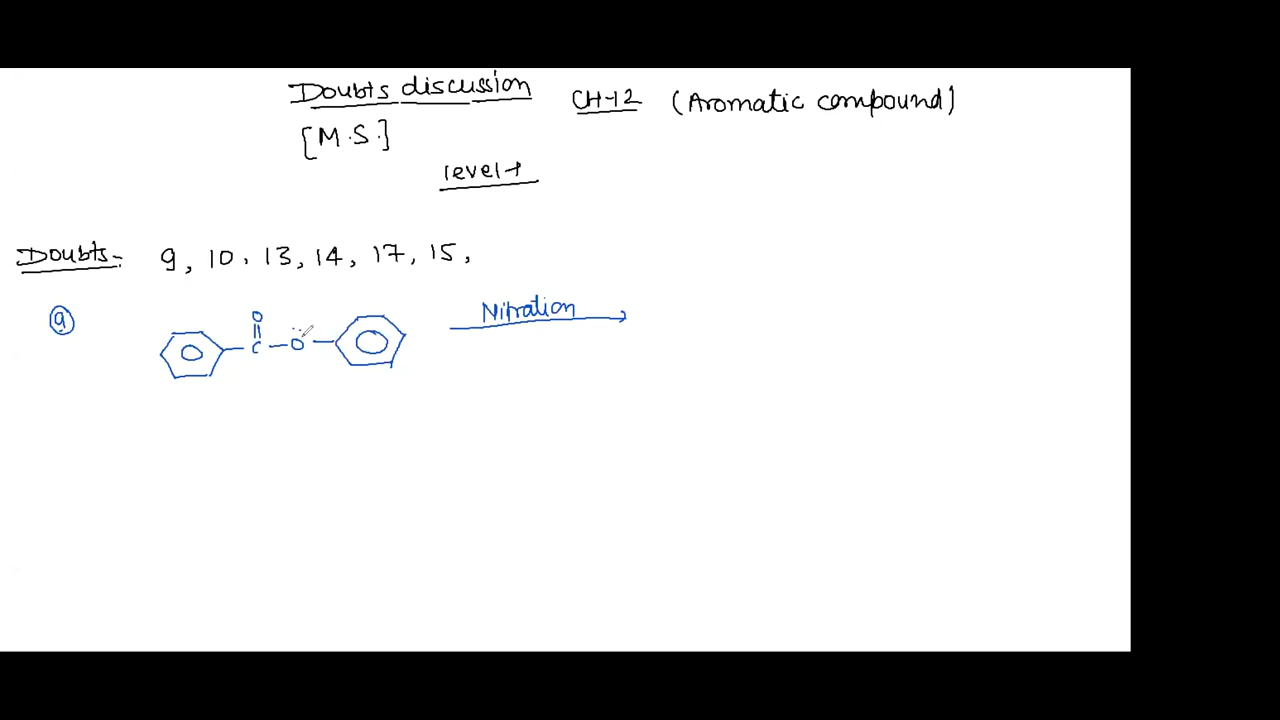 Doubts discussion CH-12 (Aromatic compound)
[M.S.]
level-1
Doubts- 9, 10, 13, 14, 17, 15,
9 Nitration
O
C O